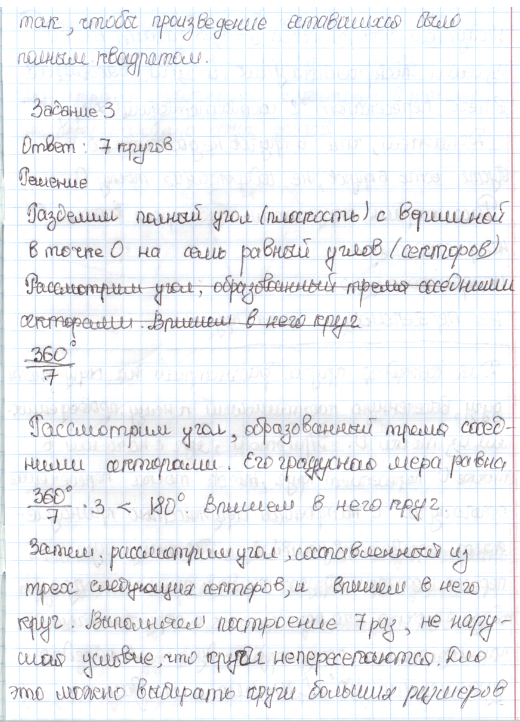 так, чтобы произведение оставшихся было
полным квадратом.
Задание 3
Ответ: 7 кругов
Решение
Разделим полный угол (плоскость) с вершиной
в точке О на семь равный углов (секторов)
Рассмотрим угол, образованный тремя соседними
секторами. Впишем в него круг
360°/7
Рассмотрим угол, образованный тремя сосед-
ними секторами. Его градусная мера равна
360°/7 · 3 < 180°. Впишем в него круг.
Затем рассмотрим угол, составленный из
трех следующих секторов, и впишем в него
круг. Выполняем построение 7 раз, не нару-
шая условие, что круги непересекаются. Для
это можно выбирать круги больших размеров